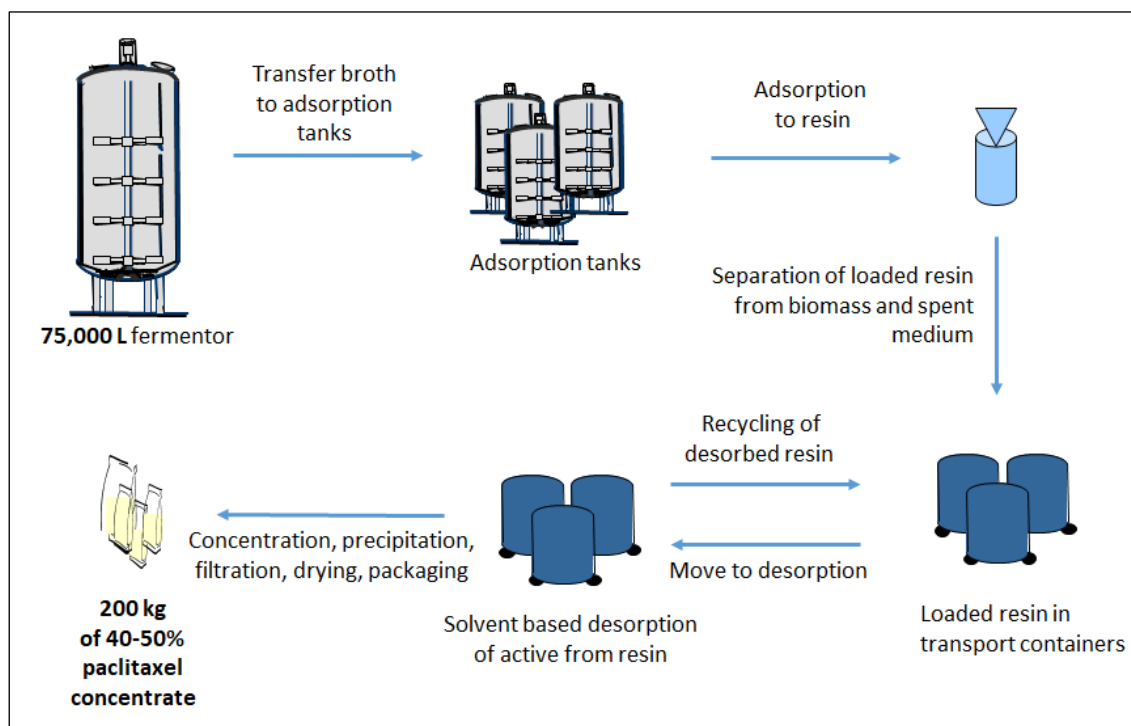 Transfer broth
to adsorption
tanks
Adsorption
to resin
Adsorption tanks
75,000 L fermentor
Separation of loaded resin
from biomass and spent
medium
Recycling of
desorbed resin
Concentration, precipitation,
filtration, drying, packaging
Move to desorption
200 kg
of 40-50%
paclitaxel
concentrate
Solvent based desorption
of active from resin
Loaded resin in
transport containers